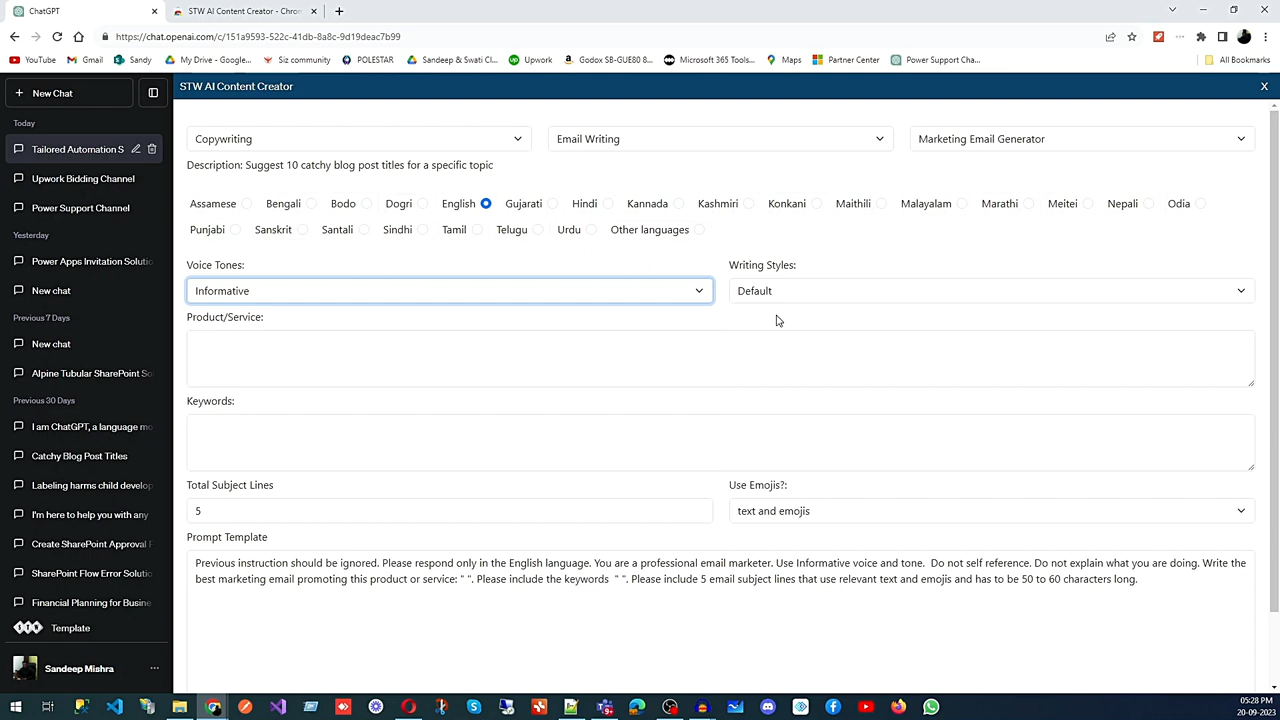 ChatGPT
STW AI Content Creator - Chro
https://chat.openai.com/c/151a9593-522c-41db-8a8c-9d19deac7b99
YouTube Gmail Sandy My Drive - Google... Siz community POLESTAR Sandeep & Swati Cl... Upwork Godox SB-GUE80 8... Microsoft 365 Tools... Maps Partner Center Power Support Cha... All Bookmarks
New Chat
STW AI Content Creator
X
Today
Tailored Automation S
Upwork Bidding Channel
Power Support Channel
Yesterday
Power Apps Invitation Solutio
New chat
Previous 7 Days
New chat
Alpine Tubular SharePoint So
Previous 30 Days
I am ChatGPT, a language mo
Catchy Blog Post Titles
Labeling harms child develop
I'm here to help you with any
Create SharePoint Approval
SharePoint Flow Error Solutio
Financial Planning for Busine
Template
Sandeep Mishra
Copywriting
Email Writing
Marketing Email Generator
Description: Suggest 10 catchy blog post titles for a specific topic
Assamese Bengali Bodo Dogri English Gujarati Hindi Kannada Kashmiri Konkani Maithili Malayalam Marathi Meitei Nepali Odia
Punjabi Sanskrit Santali Sindhi Tamil Telugu Urdu Other languages
Voice Tones:
Writing Styles:
Informative
Default
Product/Service:
Keywords:
Total Subject Lines
Use Emojis?:
5
text and emojis
Prompt Template
Previous instruction should be ignored. Please respond only in the English language. You are a professional email marketer. Use Informative voice and tone.  Do not self reference. Do not explain what you are doing. Write the
best marketing email promoting this product or service: " ". Please include the keywords  " ". Please include 5 email subject lines that use relevant text and emojis and has to be 50 to 60 characters long.
05:28 PM
20-09-2023